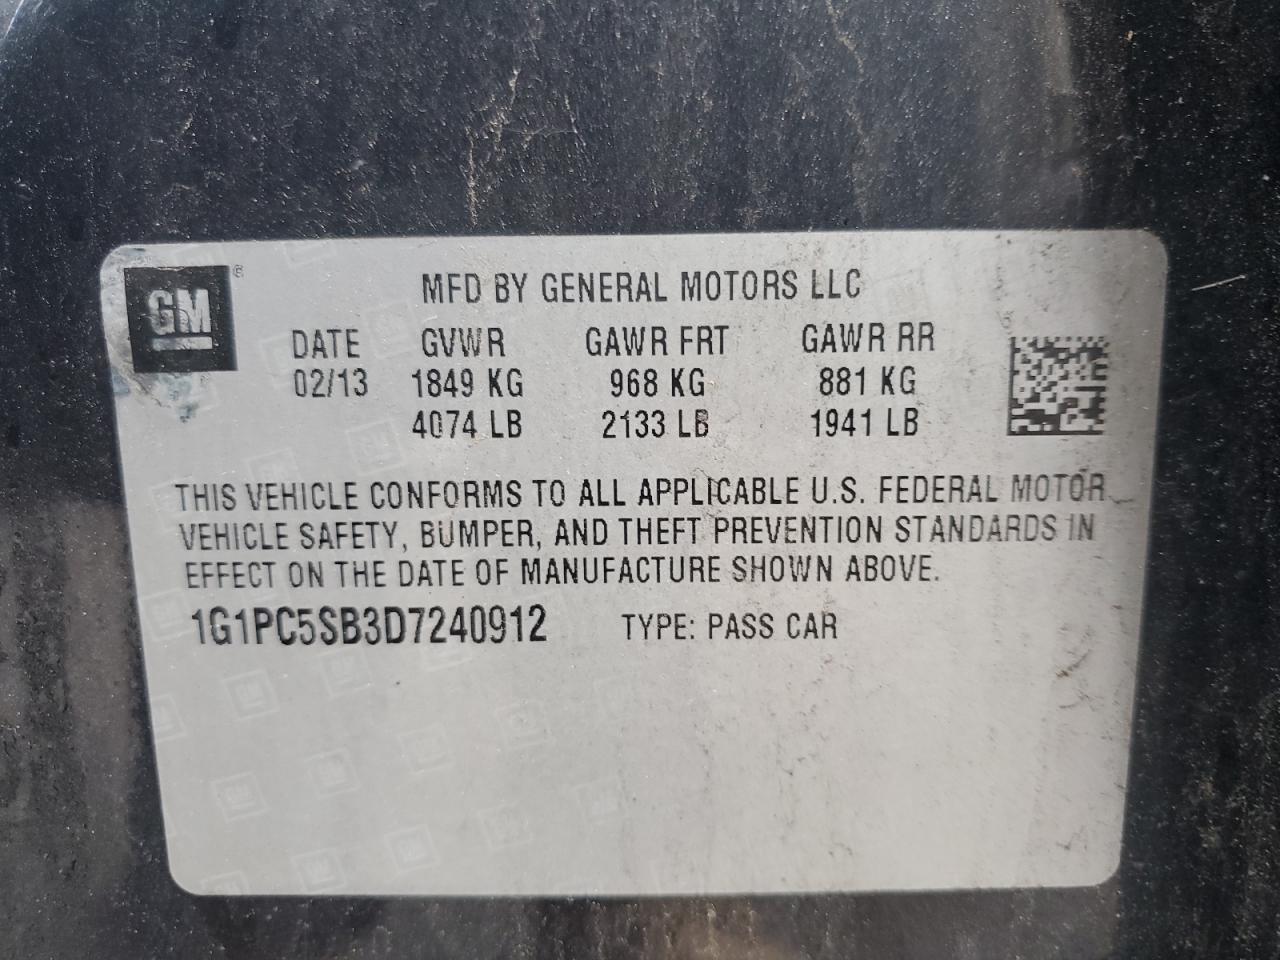 GM ©
MFD BY GENERAL MOTORS LLC
DATE GVWR GAWR FRT GAWR RR
02/13 1849 KG 968 KG 881 KG
4074 LB 2133 LB 1941 LB
THIS VEHICLE CONFORMS TO ALL APPLICABLE U.S. FEDERAL MOTOR
VEHICLE SAFETY, BUMPER, AND THEFT PREVENTION STANDARDS IN
EFFECT ON THE DATE OF MANUFACTURE SHOWN ABOVE.
1G1PC5SB3D7240912 TYPE: PASS CAR